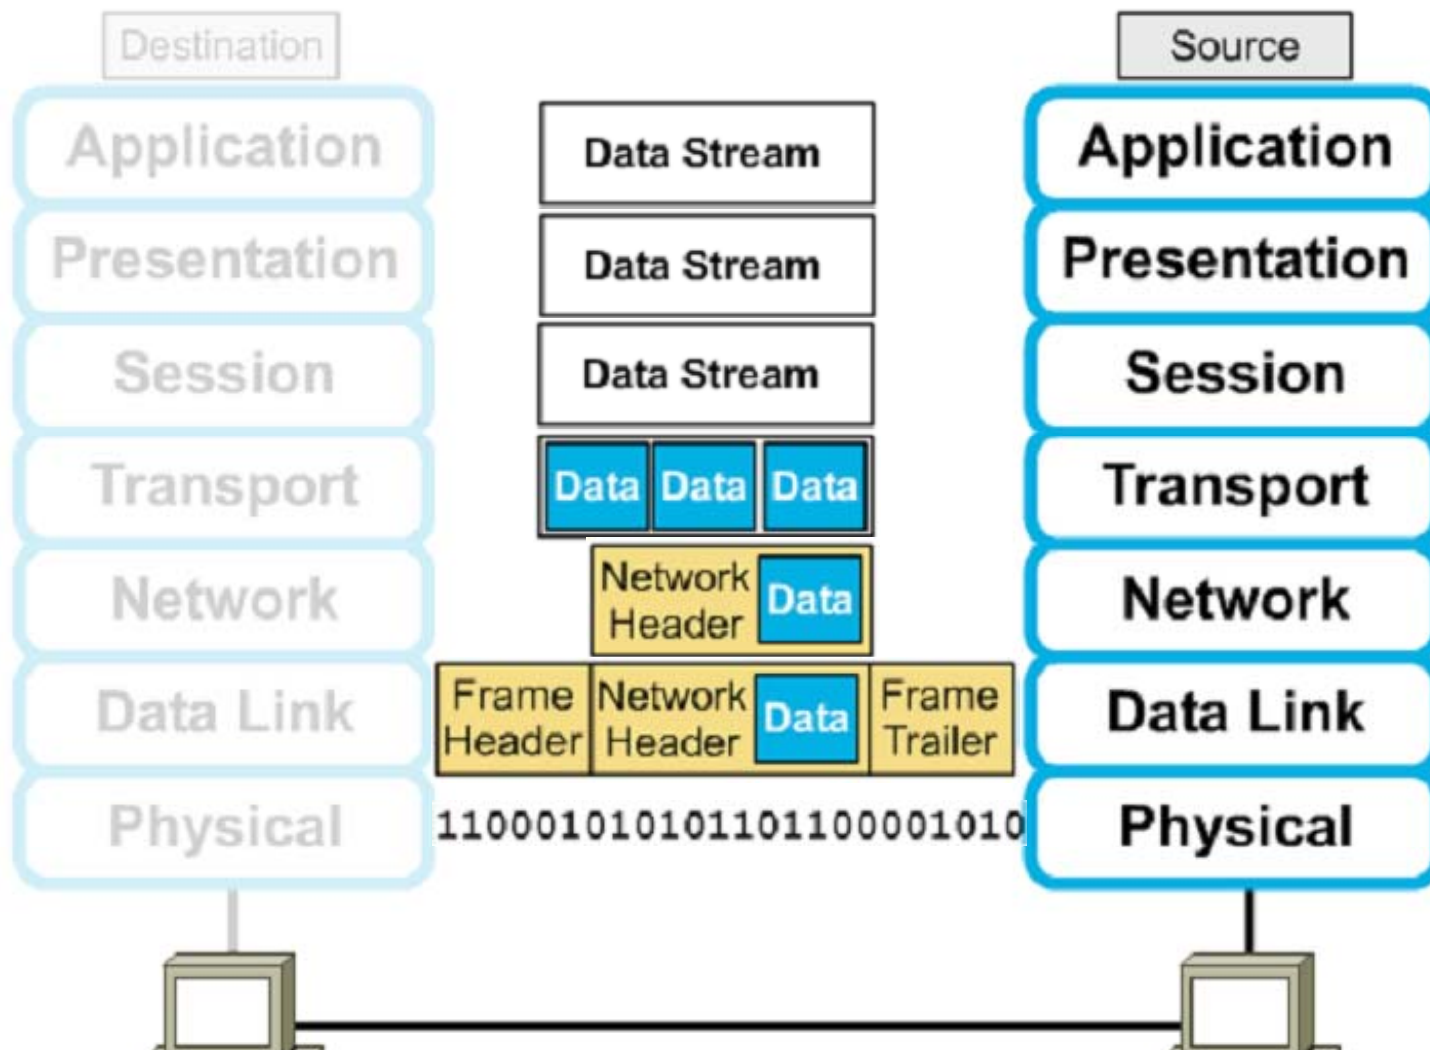 Destination
Source
Application
Data Stream
Application
Presentation
Data Stream
Presentation
Session
Data Stream
Session
Transport
Data Data Data
Transport
Network
Network
Header
Data
Network
Data Link
Frame
Header
Network
Header
Data
Frame
Trailer
Data Link
Physical
110001010101101100001010
Physical